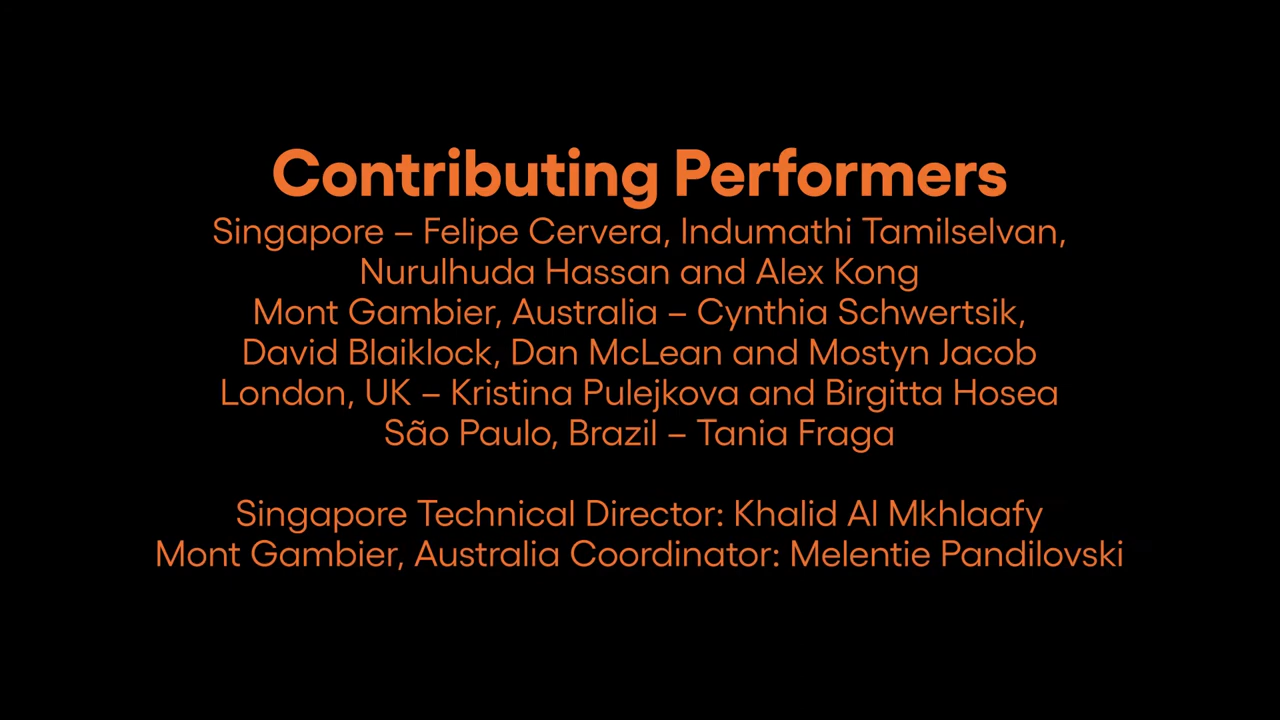 Contributing Performers
Singapore – Felipe Cervera, Indumathi Tamilselvan,
Nurulhuda Hassan and Alex Kong
Mont Gambier, Australia – Cynthia Schwertsik,
David Blaiklock, Dan McLean and Mostyn Jacob
London, UK – Kristina Pulejkova and Birgitta Hosea
São Paulo, Brazil – Tania Fraga
Singapore Technical Director: Khalid Al Mkhlaafy
Mont Gambier, Australia Coordinator: Melentie Pandilovski